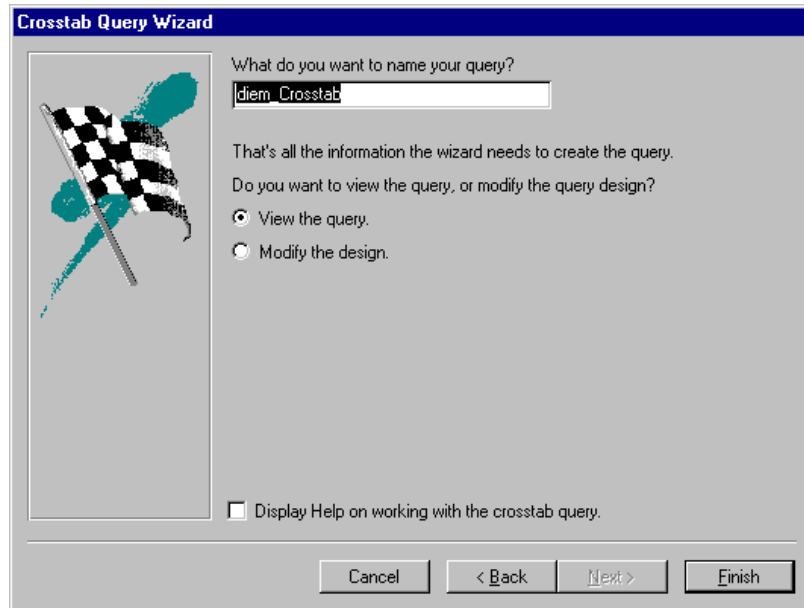 Crosstab Query Wizard
What do you want to name your query?
diem_Crosstab
That's all the information the wizard needs to create the query.
Do you want to view the query, or modify the query design?
View the query.
Modify the design.
Display Help on working with the crosstab query.
Cancel
< Back
Next >
Finish